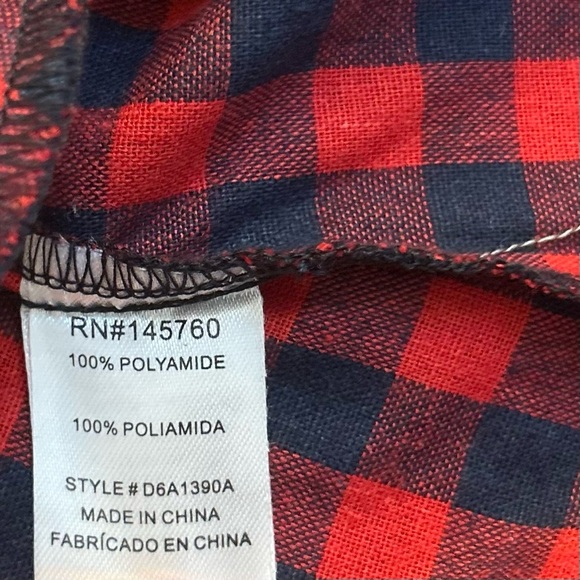 RN#145760
100% POLYAMIDE
100% POLIAMIDA
STYLE # D6A1390A
MADE IN CHINA
FABRÍCADO EN CHINA